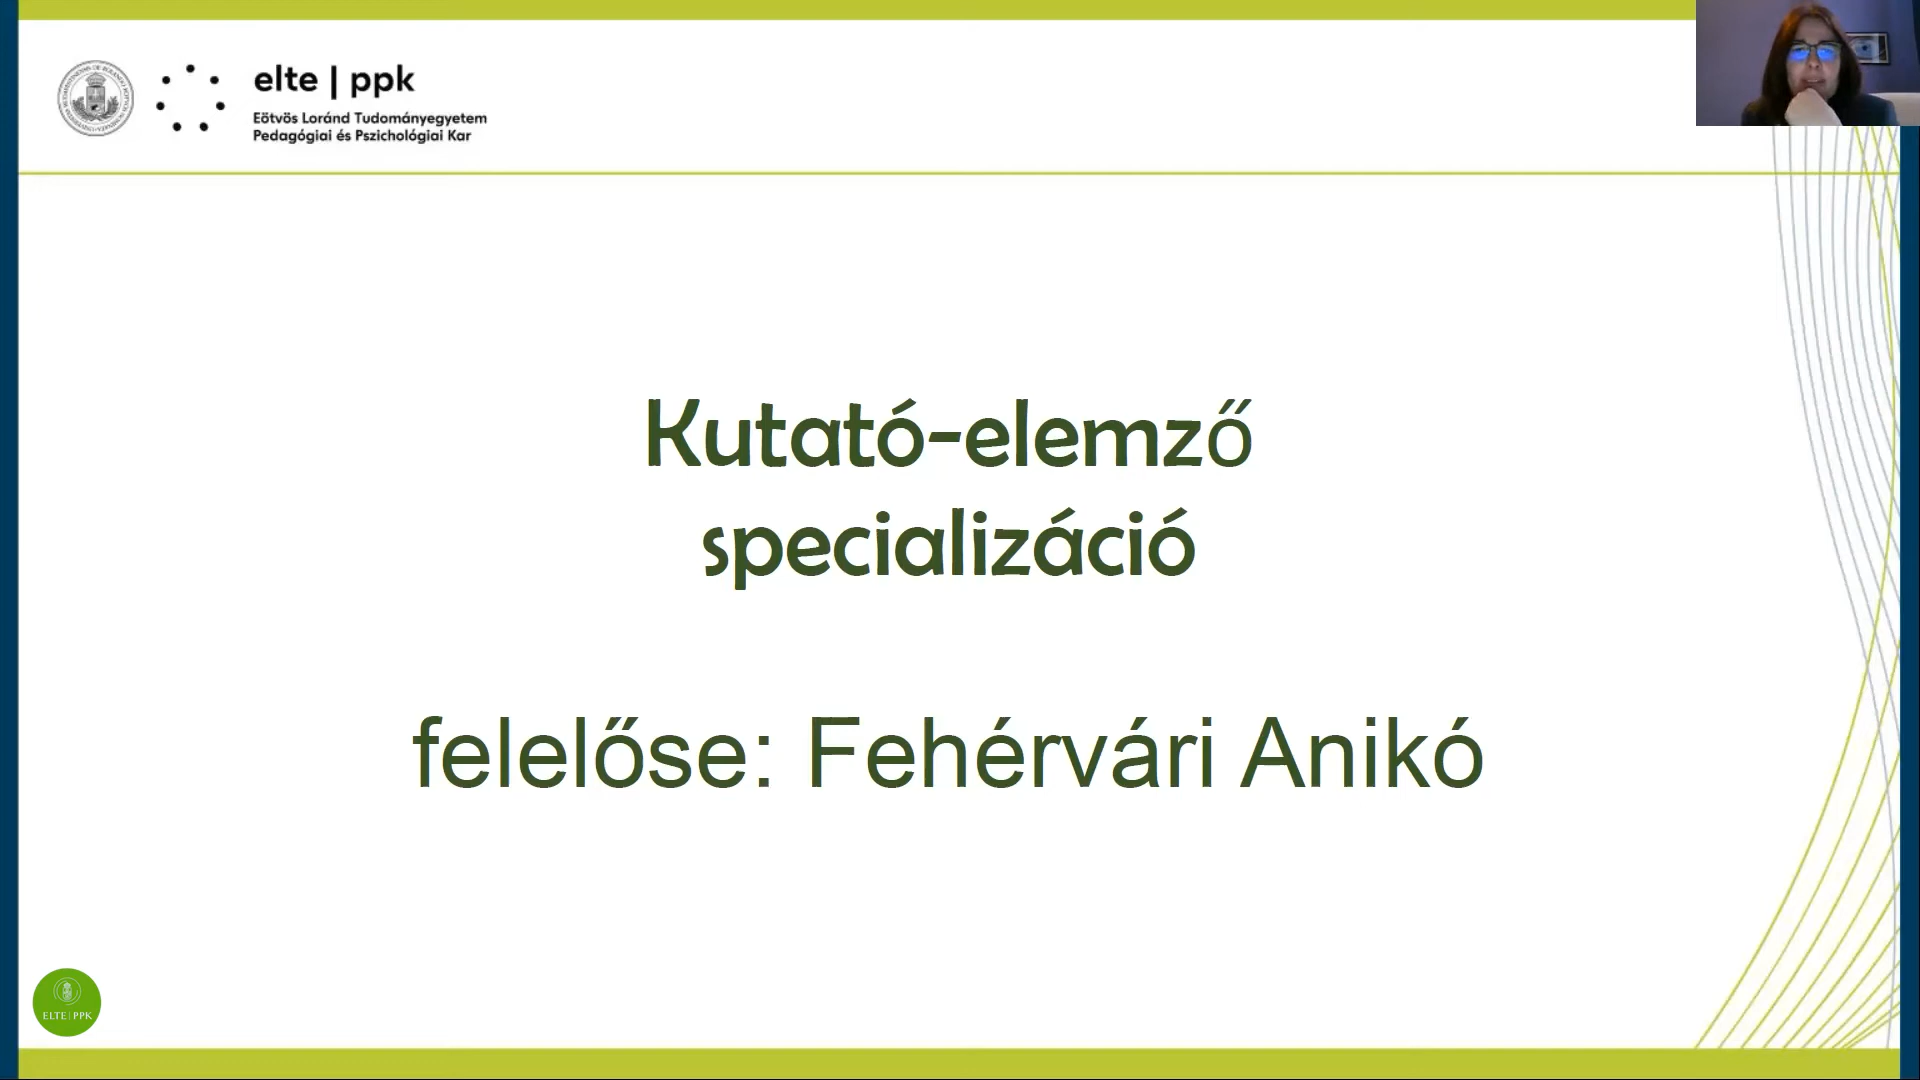 elte | ppk
Eötvös Loránd Tudományegyetem
Pedagógiai és Pszichológiai Kar
Kutató-elemző
specializáció
felelőse: Fehérvári Anikó
ELTE | PPK